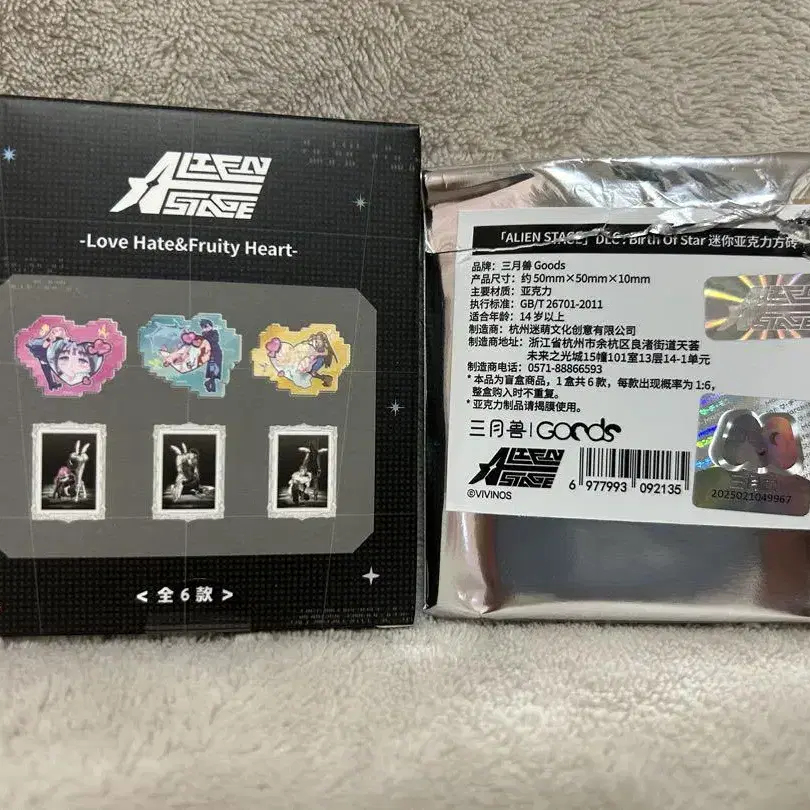 ALIEN
STAGE
-Love Hate&Fruity Heart-
< 全 6 款 >
「ALIEN STAGE」DLC : Birth Of Star 迷你亚克力方砖
品牌：三月兽 Goods
产品尺寸：约 50mm×50mm×10mm
主要材质：亚克力
执行标准：GB/T 26701-2011
适合年龄：14 岁以上
制造商：杭州迷萌文化创意有限公司
制造商地址：浙江省杭州市余杭区良渚街道天荟
未来之光城15幢101室13层14-1单元
制造商电话：0571-88866593
* 本品为盲盒商品，1 盒共 6 款，每款出现概率为 1:6，
整盒购入时不重复。
* 亚克力制品请揭膜使用。
三月兽 | Goods
ALIEN
STAGE
©VIVINOS
6 977993 092135
ALIEN
STAGE
三月兽
2025021049967